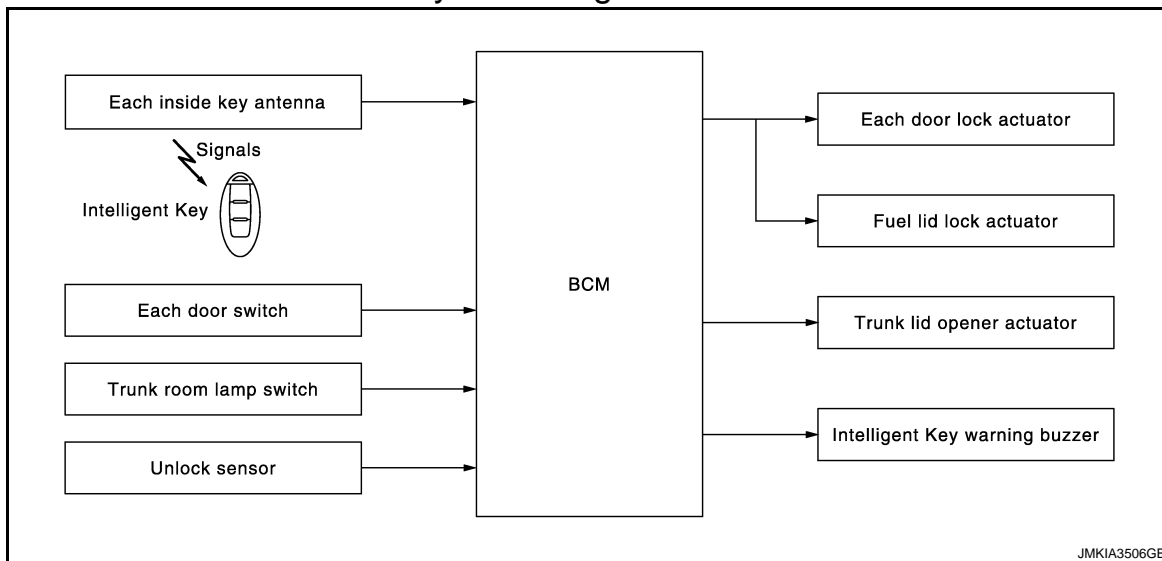 Each inside key antenna
Signals
Intelligent Key
Each door switch
Trunk room lamp switch
Unlock sensor
BCM
Each door lock actuator
Fuel lid lock actuator
Trunk lid opener actuator
Intelligent Key warning buzzer
JMKIA3506GB